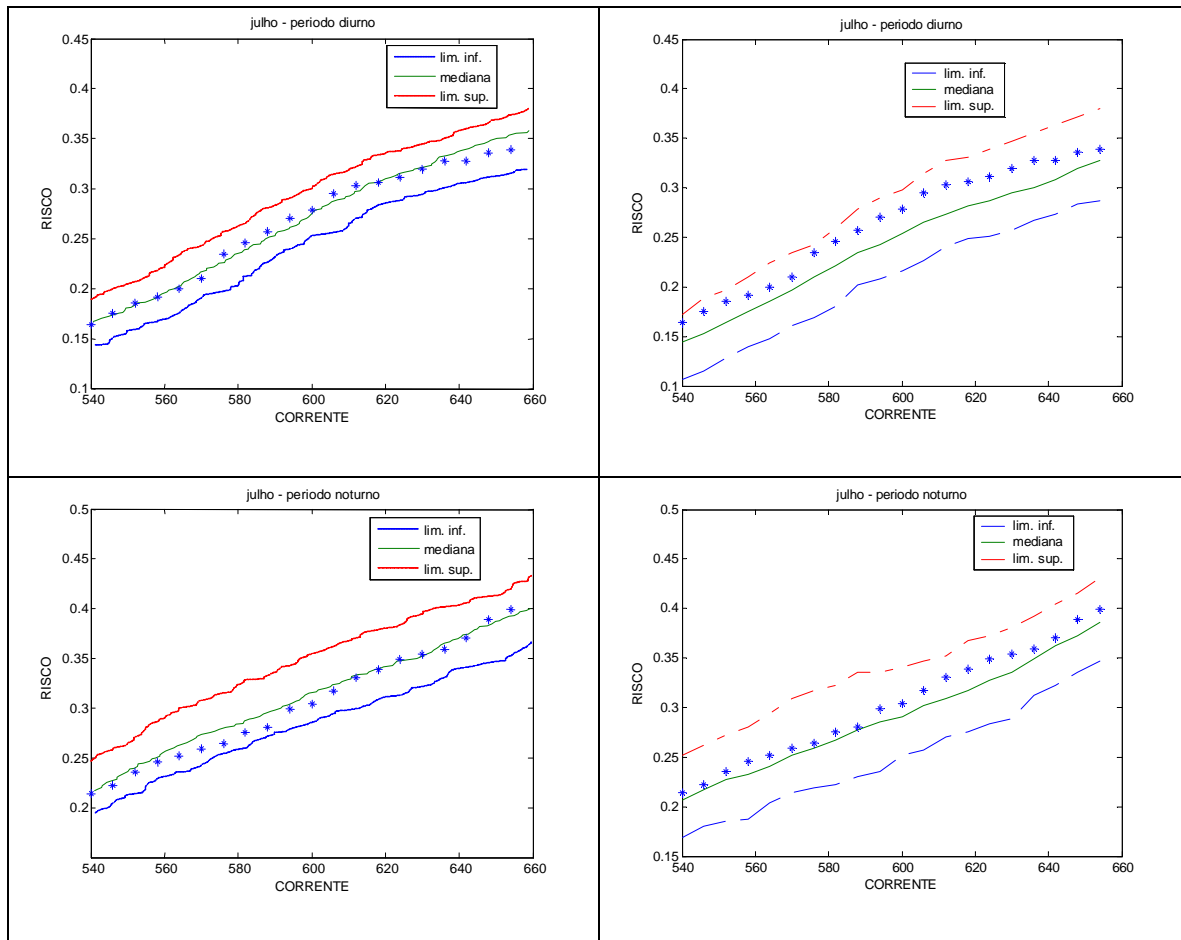 julho - periodo diurno
0.45
0.4
0.35
0.3
0.25
0.2
0.15
0.1
RISCO
lim. inf.
mediana
lim. sup.
540 560 580 600 620 640 660
CORRENTE
julho - periodo diurno
0.45
0.4
0.35
0.3
0.25
0.2
0.15
0.1
RISCO
lim. inf.
mediana
lim. sup.
540 560 580 600 620 640 660
CORRENTE
julho - periodo noturno
0.5
0.4
0.3
0.2
RISCO
lim. inf.
mediana
lim. sup.
540 560 580 600 620 640 660
CORRENTE
julho - periodo noturno
0.5
0.45
0.4
0.35
0.3
0.25
0.2
0.15
RISCO
lim. inf.
mediana
lim. sup.
540 560 580 600 620 640 660
CORRENTE